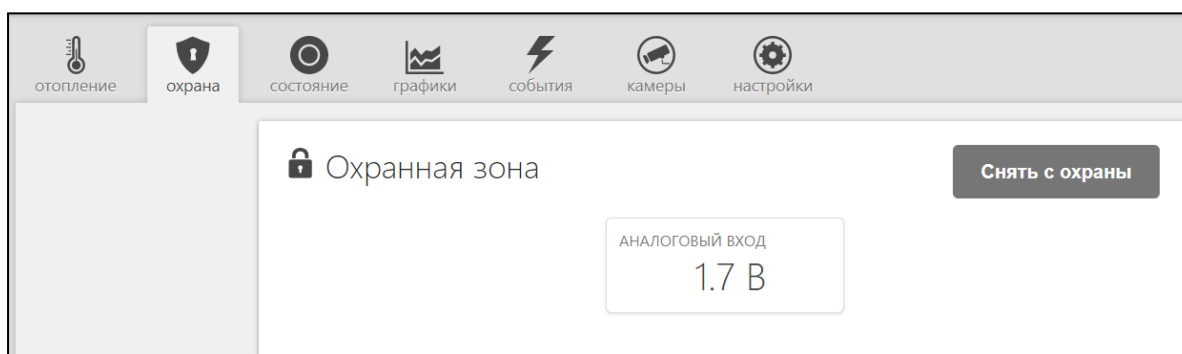 отопление охрана состояние графики события камеры настройки
Охранная зона
Снять с охраны
АНАЛОГОВЫЙ ВХОД
1.7 В